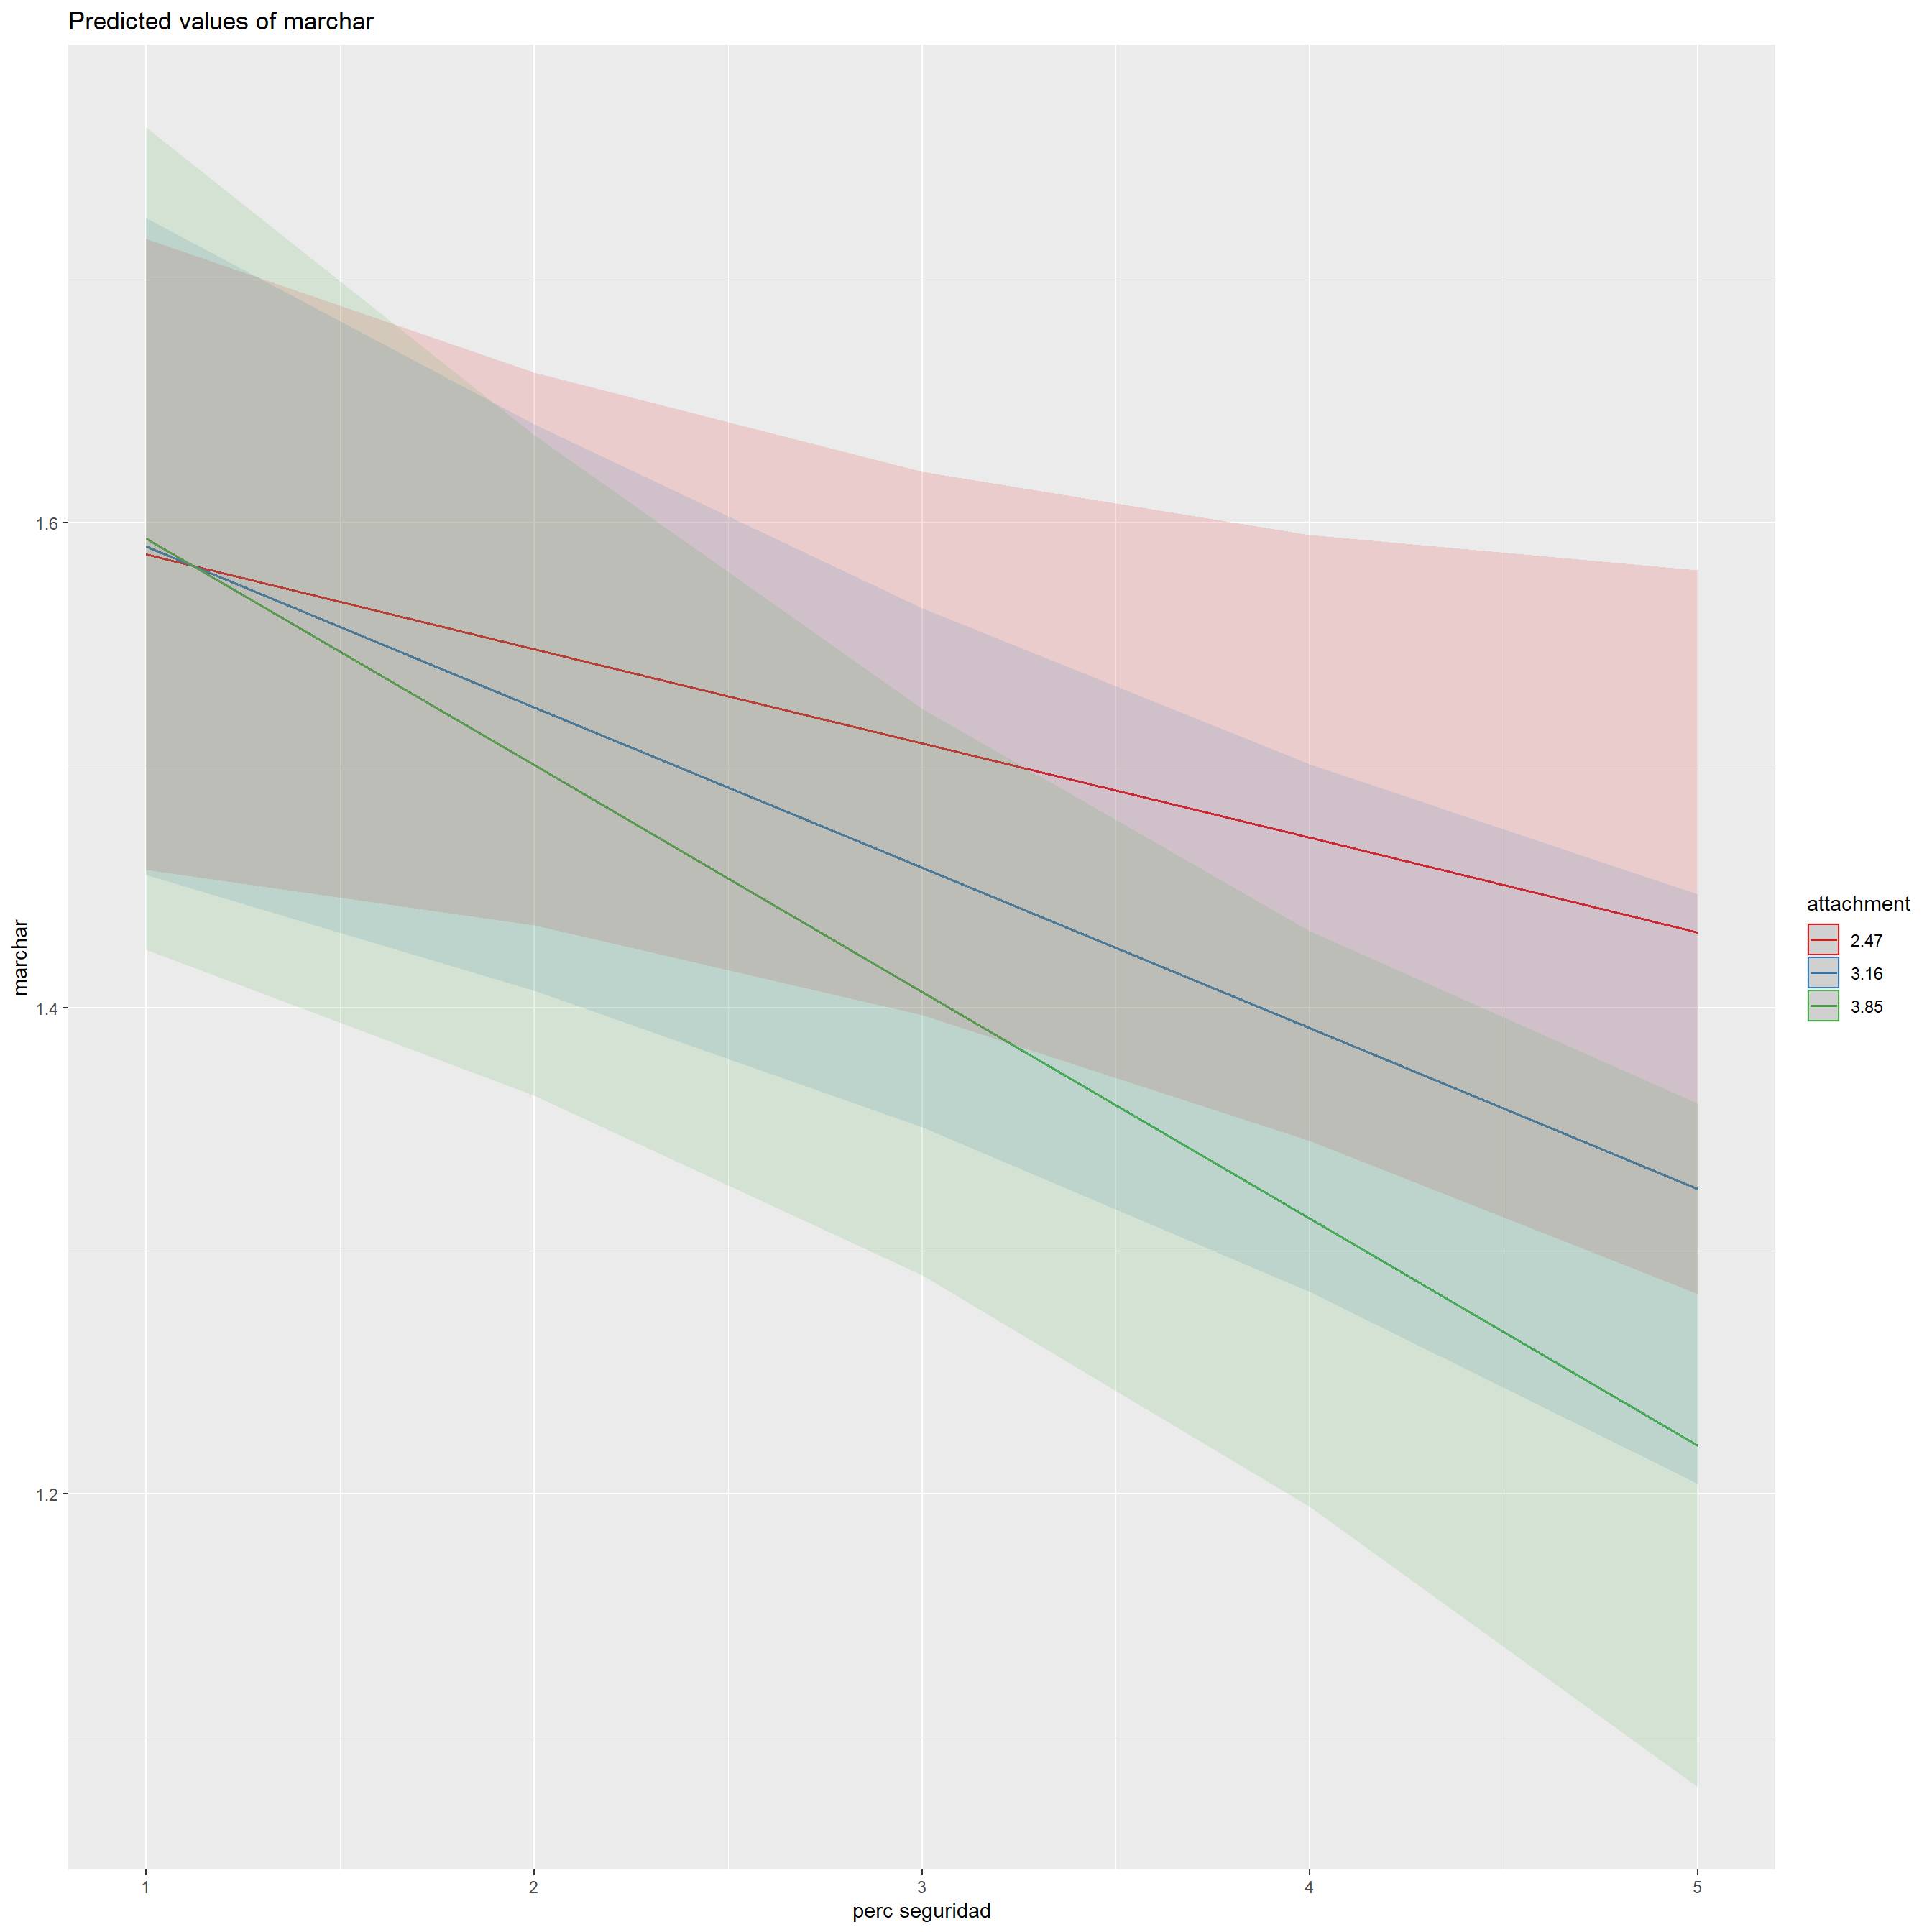 Predicted values of marchar
marchar
1.6
1.4
1.2
1
2
3
4
5
perc seguridad
attachment
2.47
3.16
3.85